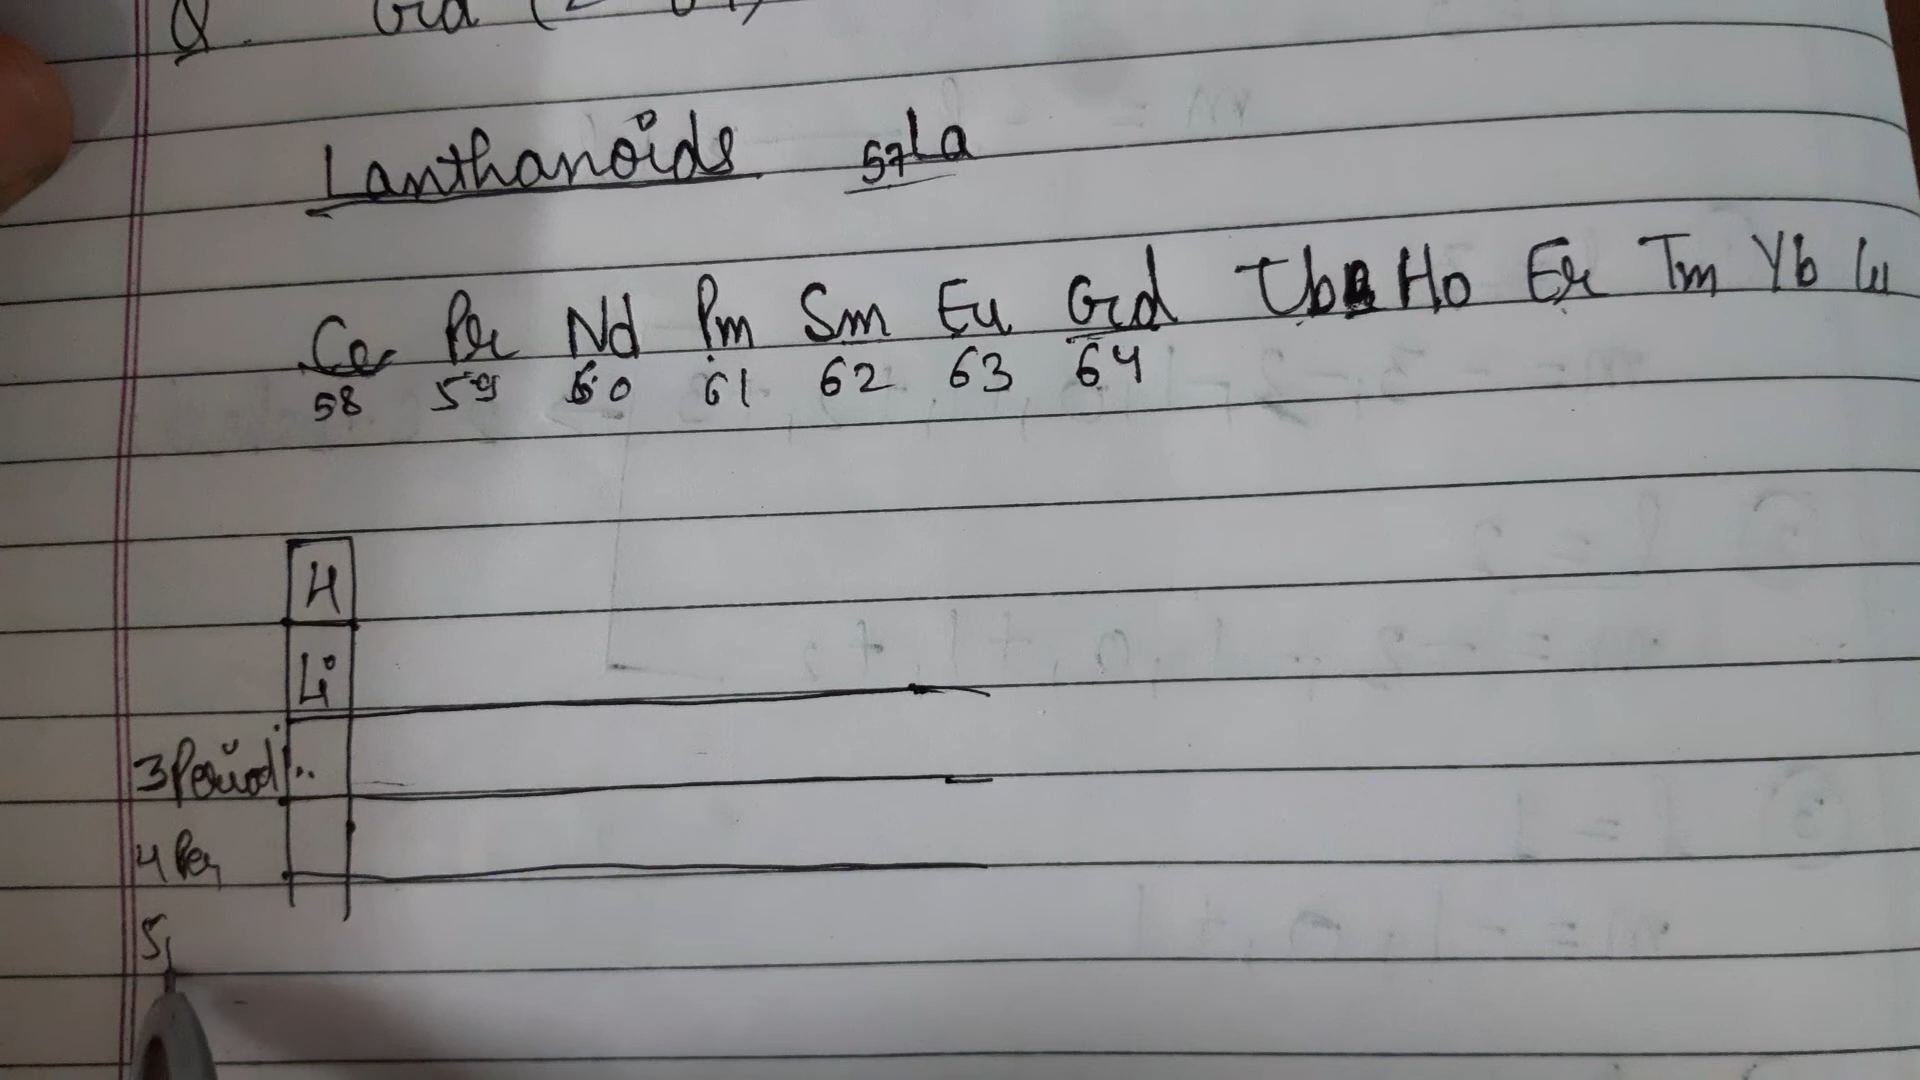 Q. Gd (
Lanthanoids 57La
Ce Pr Nd Pm Sm Eu Gd Tb Ho Er Tm Yb Lu
58 59 60 61 62 63 64
H
Li
3 Period
4 Per
5